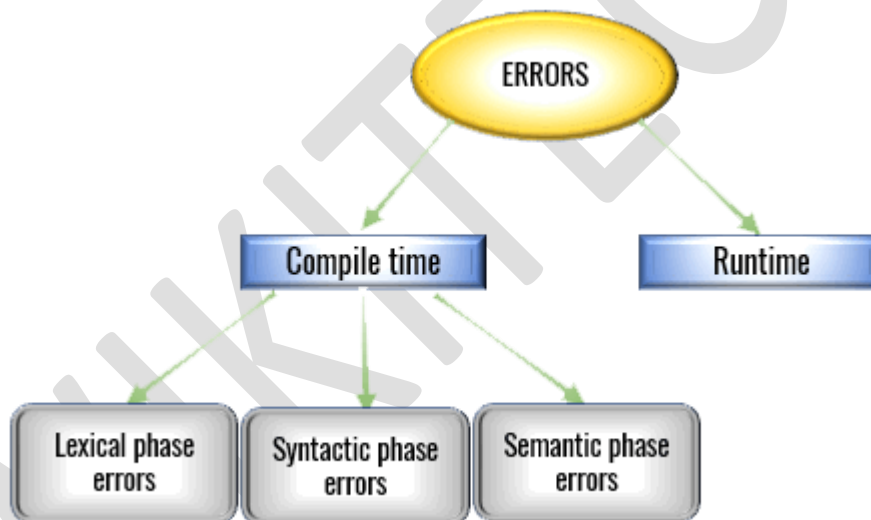 ERRORS
Compile time
Runtime
Lexical phase
errors
Syntactic phase
errors
Semantic phase
errors